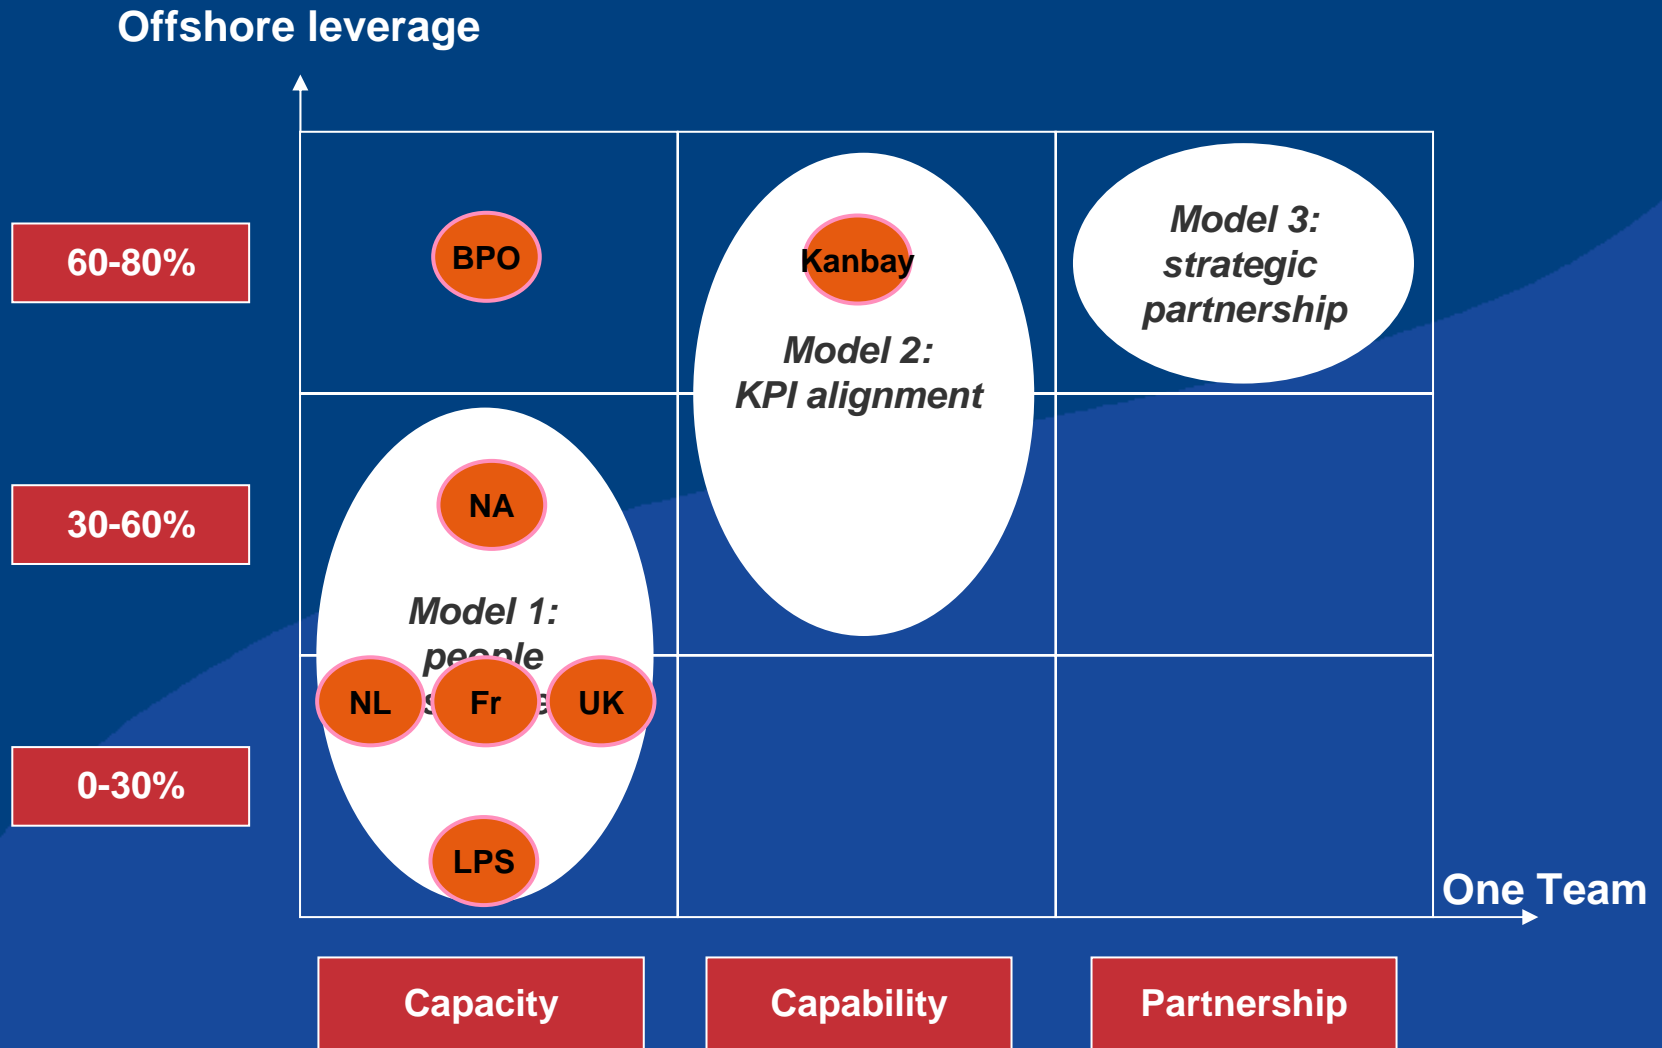 Offshore leverage
60-80%
BPO
Kanbay
Model 3:
strategic
partnership
Model 2:
KPI alignment
30-60%
NA
Model 1:
people
NL
Fr
UK
0-30%
LPS
One Team
Capacity
Capability
Partnership